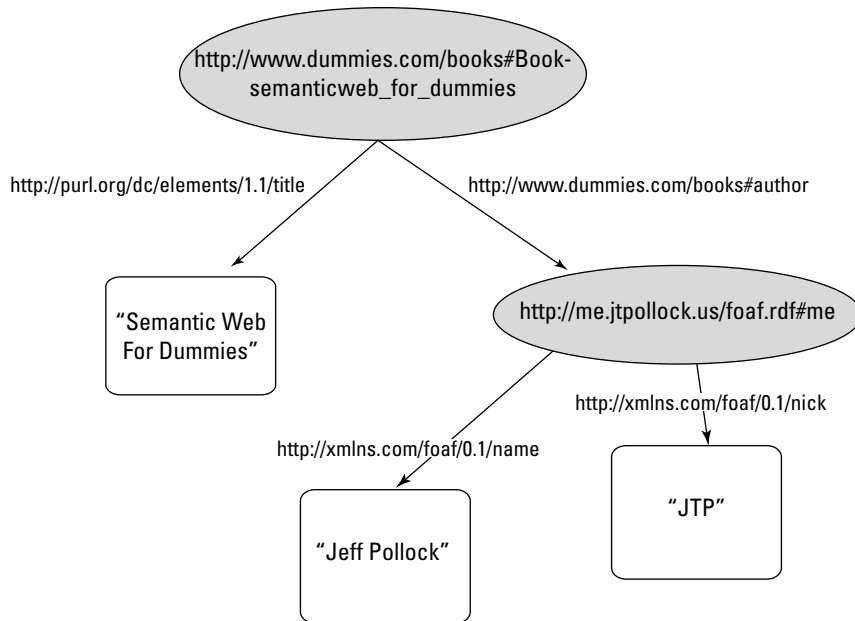 http://www.dummies.com/books#Book-
semanticweb_for_dummies
http://purl.org/dc/elements/1.1/title
http://www.dummies.com/books#author
“Semantic Web
For Dummies”
http://me.jtpollock.us/foaf.rdf#me
http://xmlns.com/foaf/0.1/nick
http://xmlns.com/foaf/0.1/name
“JTP”
“Jeff Pollock”